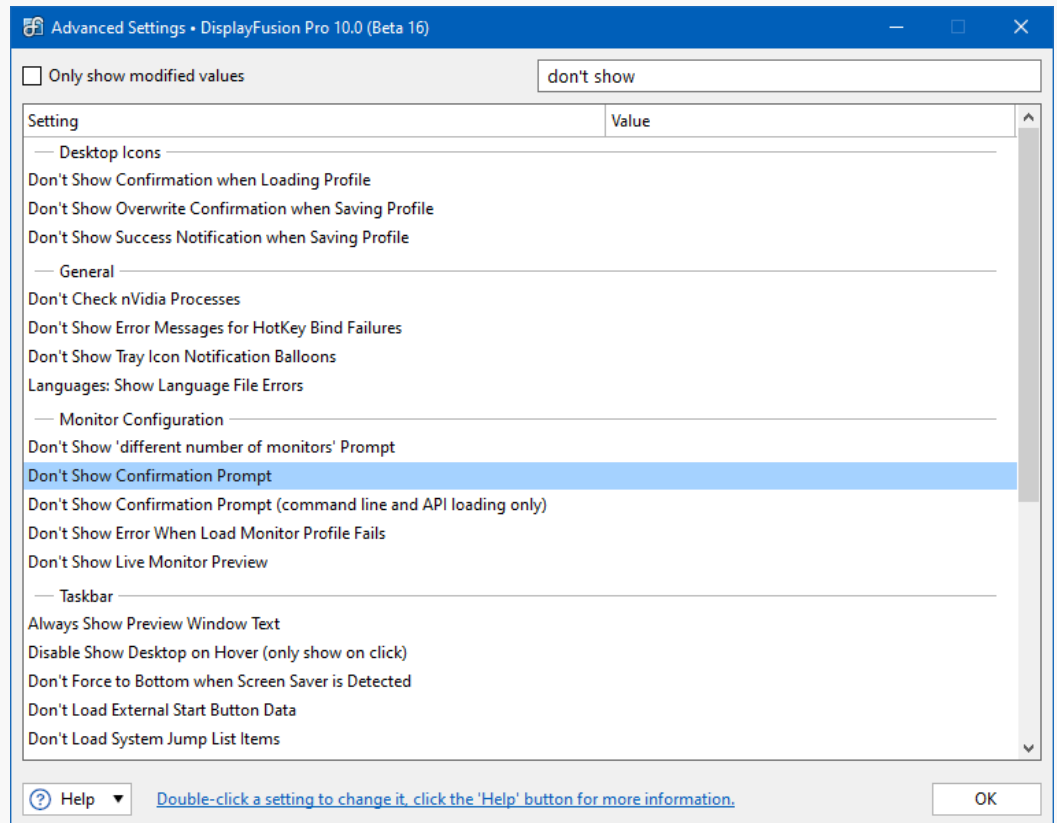 Advanced Settings • DisplayFusion Pro 10.0 (Beta 16)
Only show modified values
don't show
Setting Value
Desktop Icons
Don't Show Confirmation when Loading Profile
Don't Show Overwrite Confirmation when Saving Profile
Don't Show Success Notification when Saving Profile
General
Don't Check nVidia Processes
Don't Show Error Messages for HotKey Bind Failures
Don't Show Tray Icon Notification Balloons
Languages: Show Language File Errors
Monitor Configuration
Don't Show 'different number of monitors' Prompt
Don't Show Confirmation Prompt
Don't Show Confirmation Prompt (command line and API loading only)
Don't Show Error When Load Monitor Profile Fails
Don't Show Live Monitor Preview
Taskbar
Always Show Preview Window Text
Disable Show Desktop on Hover (only show on click)
Don't Force to Bottom when Screen Saver is Detected
Don't Load External Start Button Data
Don't Load System Jump List Items
? Help Double-click a setting to change it, click the 'Help' button for more information. OK